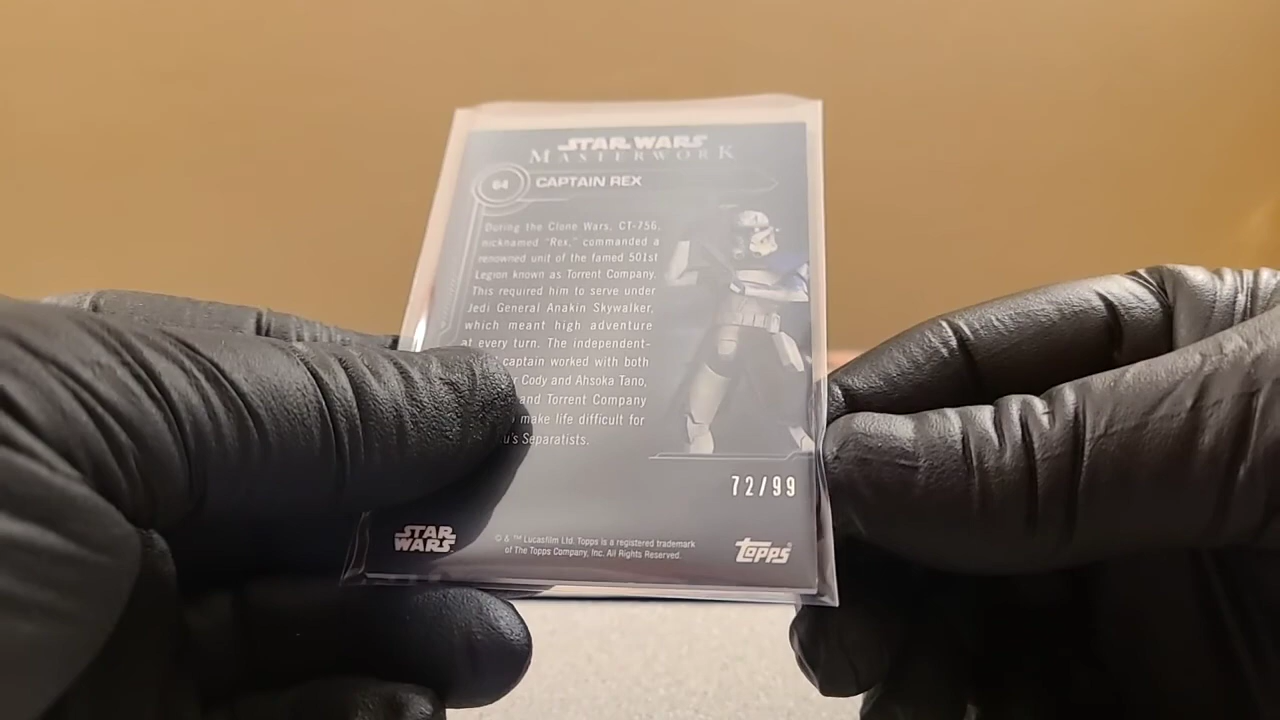 STAR WARS
MASTERWORK
64
CAPTAIN REX
During the Clone Wars, CT-756,
nicknamed "Rex," commanded a
renowned unit of the famed 501st
Legion known as Torrent Company.
This required him to serve under
Jedi General Anakin Skywalker,
which meant high adventure
at every turn. The independent-
captain worked with both
Cody and Ahsoka Tano,
and Torrent Company
make life difficult for
Separatists.
72/99
STAR
WARS
© & ™ Lucasfilm Ltd. Topps is a registered trademark
of The Topps Company, Inc. All Rights Reserved.
Topps